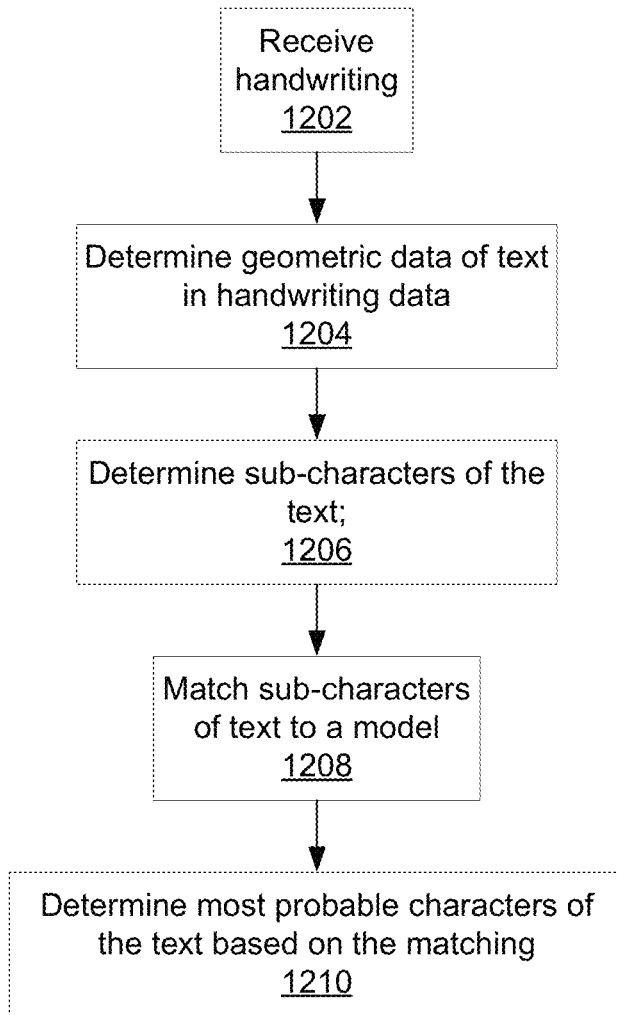 Receive
handwriting
1202
Determine geometric data of text
in handwriting data
1204
Determine sub-characters of the
text;
1206
Match sub-characters
of text to a model
1208
Determine most probable characters of
the text based on the matching
1210